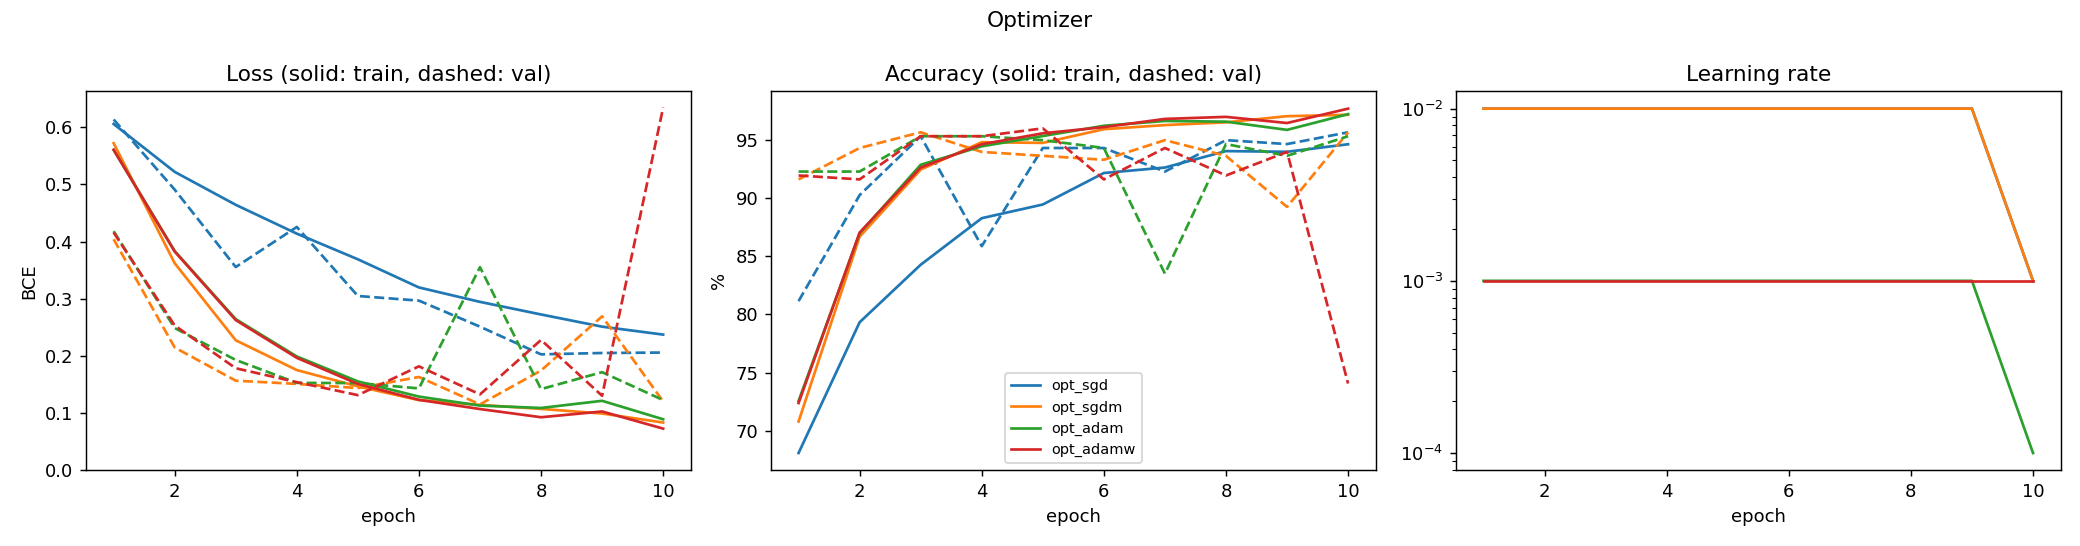 Optimizer
Loss (solid: train, dashed: val)
BCE
0.6
0.5
0.4
0.3
0.2
0.1
0.0
2 4 6 8 10
epoch
Accuracy (solid: train, dashed: val)
%
95
90
85
80
75
70
opt_sgd
opt_sgdm
opt_adam
opt_adamw
2 4 6 8 10
epoch
Learning rate
10⁻²
10⁻³
10⁻⁴
2 4 6 8 10
epoch